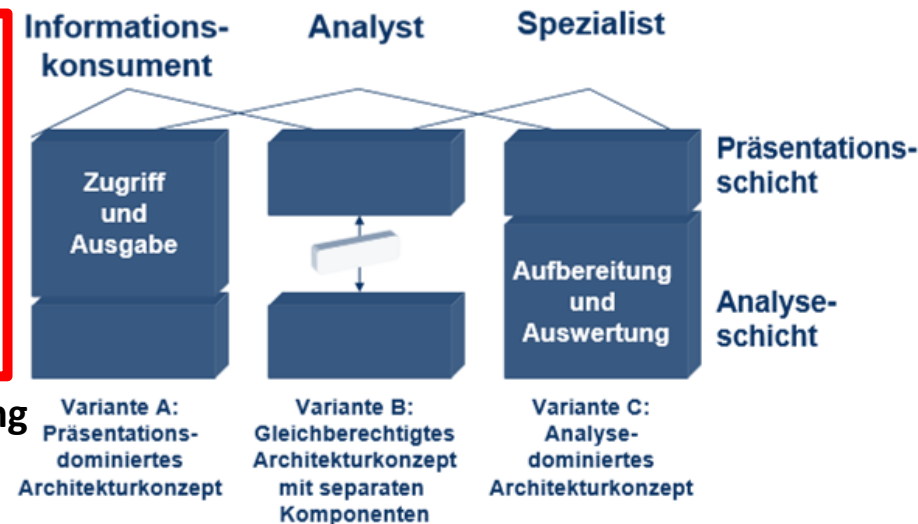 Informations-
konsument
Analyst
Spezialist
Zugriff
und
Ausgabe
Aufbereitung
und
Auswertung
Präsentations-
schicht
Analyse-
schicht
ng
Variante A:
Präsentations-
dominiertes
Architekturkonzept
Variante B:
Gleichberechtigtes
Architekturkonzept
mit separaten
Komponenten
Variante C:
Analyse-
dominiertes
Architekturkonzept